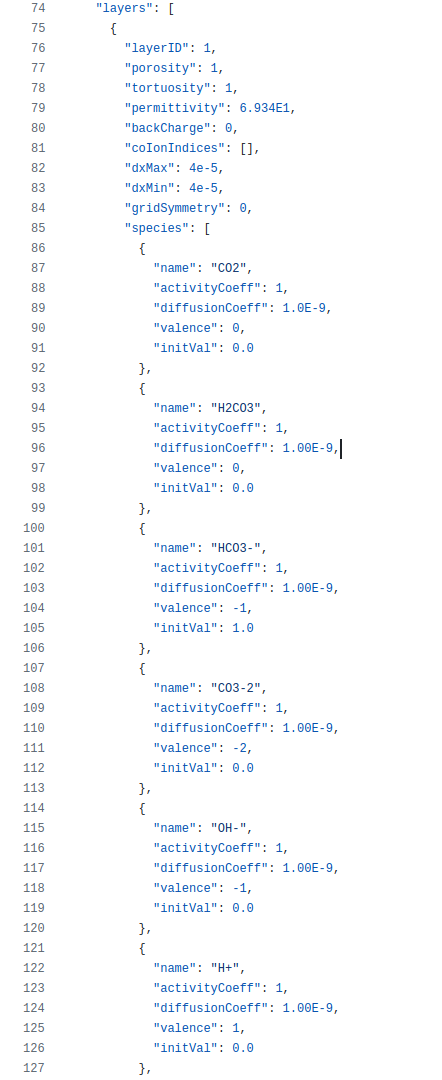 74 "layers": [
75 {
76 "layerID": 1,
77 "porosity": 1,
78 "tortuosity": 1,
79 "permittivity": 6.934E1,
80 "backCharge": 0,
81 "coIonIndices": [],
82 "dxMax": 4e-5,
83 "dxMin": 4e-5,
84 "gridSymmetry": 0,
85 "species": [
86 {
87 "name": "CO2",
88 "activityCoeff": 1,
89 "diffusionCoeff": 1.0E-9,
90 "valence": 0,
91 "initVal": 0.0
92 },
93 {
94 "name": "H2CO3",
95 "activityCoeff": 1,
96 "diffusionCoeff": 1.00E-9,
97 "valence": 0,
98 "initVal": 0.0
99 },
100 {
101 "name": "HCO3-",
102 "activityCoeff": 1,
103 "diffusionCoeff": 1.00E-9,
104 "valence": -1,
105 "initVal": 1.0
106 },
107 {
108 "name": "CO3-2",
109 "activityCoeff": 1,
110 "diffusionCoeff": 1.00E-9,
111 "valence": -2,
112 "initVal": 0.0
113 },
114 {
115 "name": "OH-",
116 "activityCoeff": 1,
117 "diffusionCoeff": 1.00E-9,
118 "valence": -1,
119 "initVal": 0.0
120 },
121 {
122 "name": "H+",
123 "activityCoeff": 1,
124 "diffusionCoeff": 1.00E-9,
125 "valence": 1,
126 "initVal": 0.0
127 },